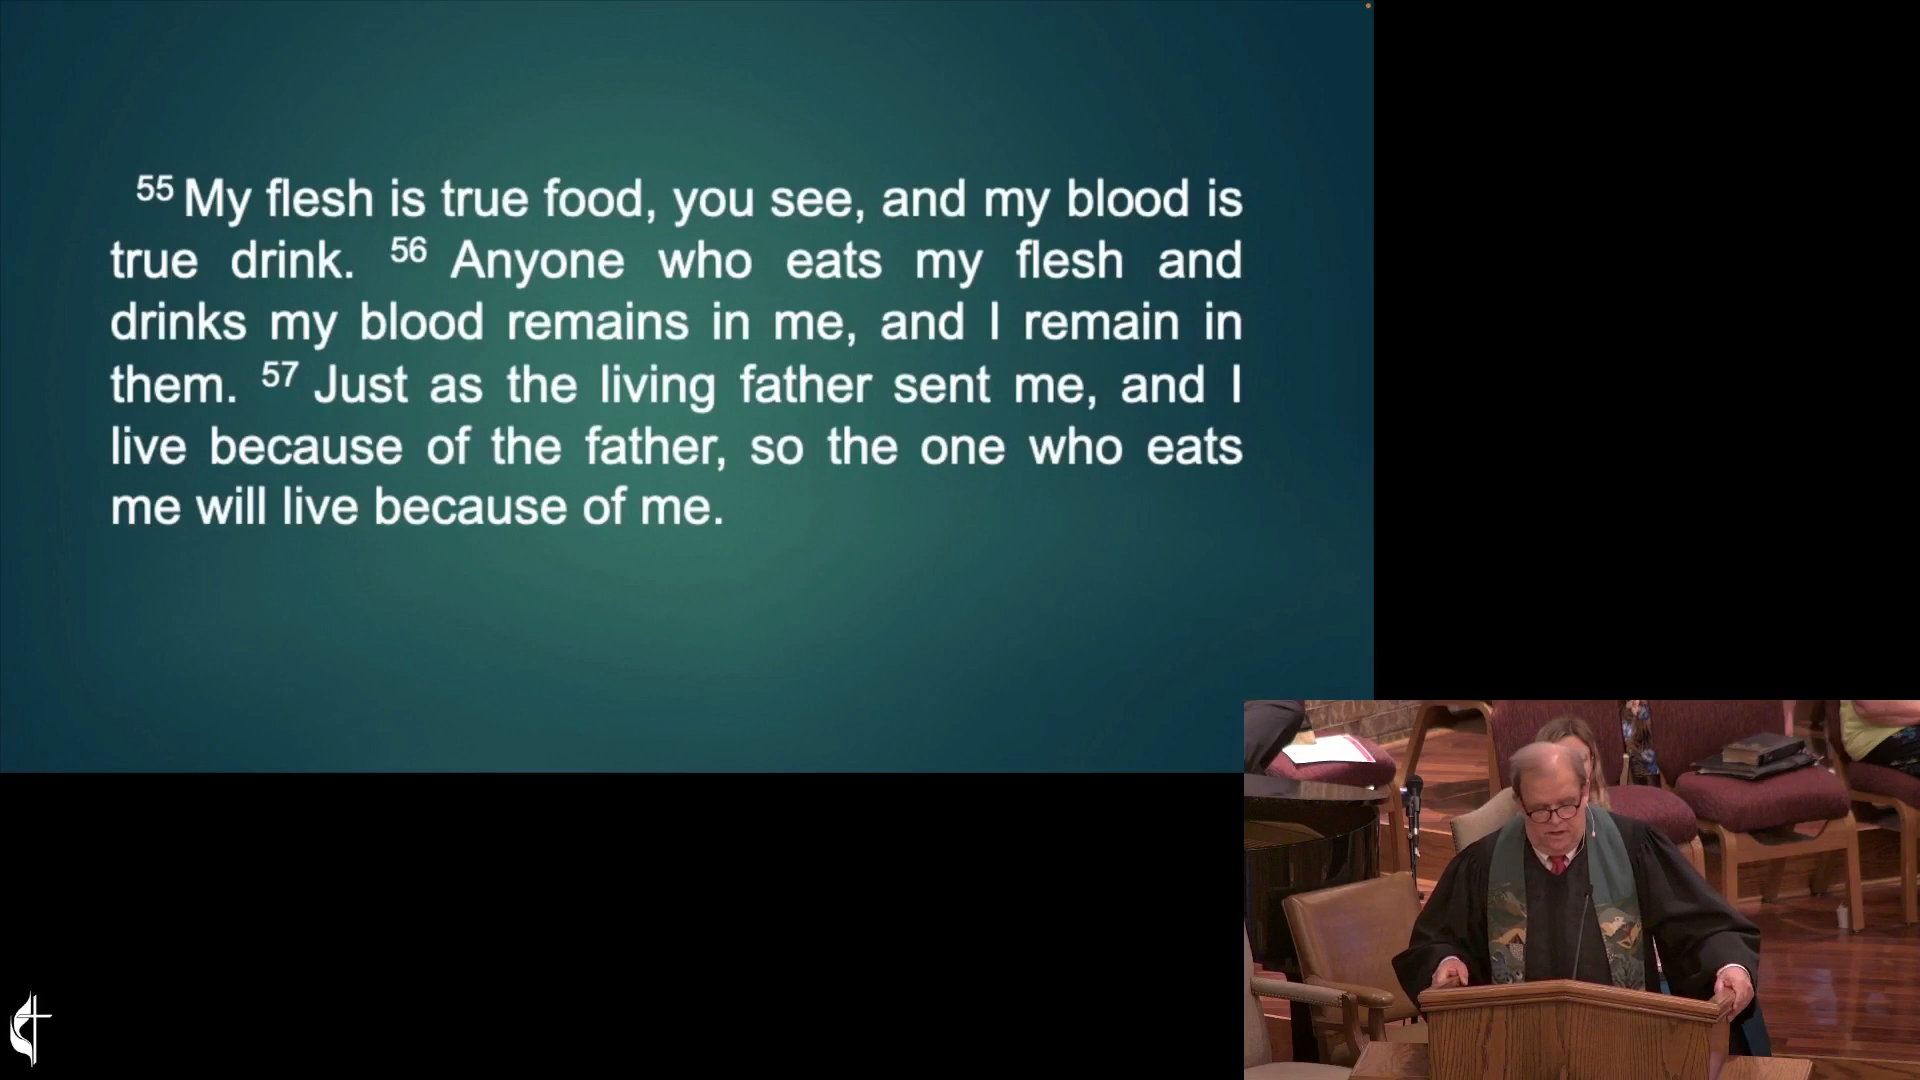 55 My flesh is true food, you see, and my blood is
true drink. 56 Anyone who eats my flesh and
drinks my blood remains in me, and I remain in
them. 57 Just as the living father sent me, and I
live because of the father, so the one who eats
me will live because of me.